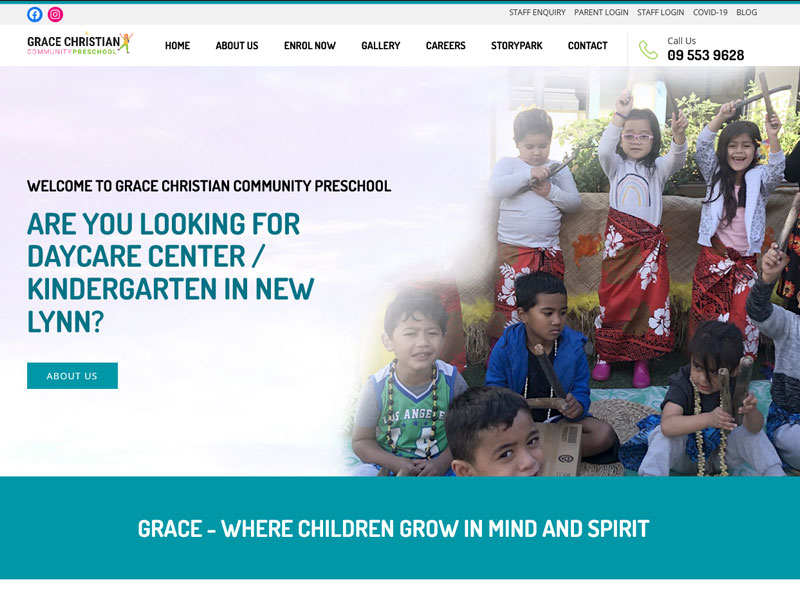 STAFF ENQUIRY PARENT LOGIN STAFF LOGIN COVID-19 BLOG
GRACE CHRISTIAN
COMMUNITY PRESCHOOL
HOME ABOUT US ENROL NOW GALLERY CAREERS STORYPARK CONTACT
Call Us
09 553 9628
WELCOME TO GRACE CHRISTIAN COMMUNITY PRESCHOOL
ARE YOU LOOKING FOR
DAYCARE CENTER /
KINDERGARTEN IN NEW
LYNN?
ABOUT US
LOS ANGELES
GRACE - WHERE CHILDREN GROW IN MIND AND SPIRIT